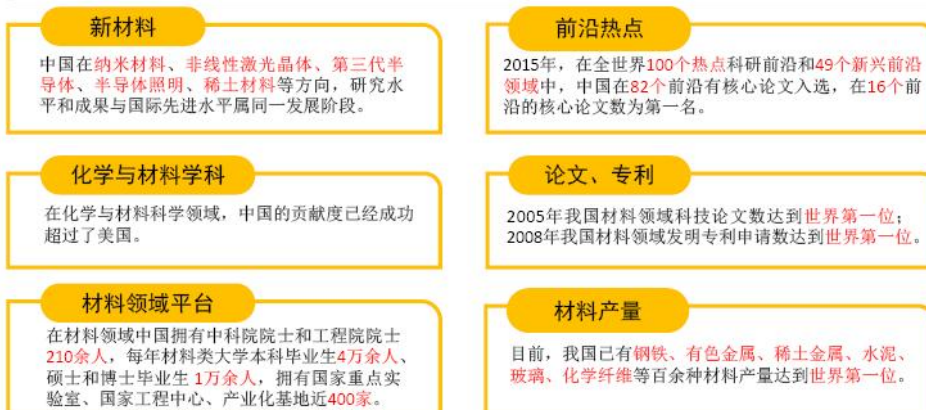 新材料
中国在纳米材料、非线性激光晶体、第三代半
导体、半导体照明、稀土材料等方向，研究水
平和成果与国际先进水平属同一发展阶段。
前沿热点
2015年，在全世界100个热点科研前沿和49个新兴前沿
领域中，中国在82个前沿有核心论文入选，在16个前
沿的核心论文数为第一名。
化学与材料学科
在化学与材料科学领域，中国的贡献度已经成功
超过了美国。
论文、专利
2005年我国材料领域科技论文数达到世界第一位；
2008年我国材料领域发明专利申请数达到世界第一位。
材料领域平台
在材料领域中国拥有中科院院士和工程院院士
210余人，每年材料类大学本科毕业生4万余人、
硕士和博士毕业生 1万余人，拥有国家重点实
验室、国家工程中心、产业化基地近400家。
材料产量
目前，我国已有钢铁、有色金属、稀土金属、水泥、
玻璃、化学纤维等百余种材料产量达到世界第一位。